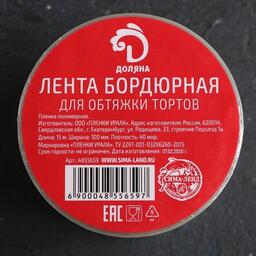 ДОЛЯНА
ЛЕНТА БОРДЮРНАЯ
ДЛЯ ОБТЯЖКИ ТОРТОВ
Пленка полимерная.
Изготовитель: ООО «ПЛЕНКИ УРАЛА». Адрес изготовителя: Россия, 620014,
Свердловская обл., г. Екатеринбург, ул. Радищева, 33, строение Подъезд 1а.
Длина: 15 м. Ширина: 100 мм. Плотность: 40 мкр.
Маркировка «ПЛЕНКИ УРАЛА» ТУ 2297-001-03296260-2015
Срок годности не ограничен. Дата изготовления: 07.02.2020 г.
Арт. 4855659 WWW.SIMA-LAND.RU
6 900048 556597
СИМА-ЛЕНД
EAC
5
PP